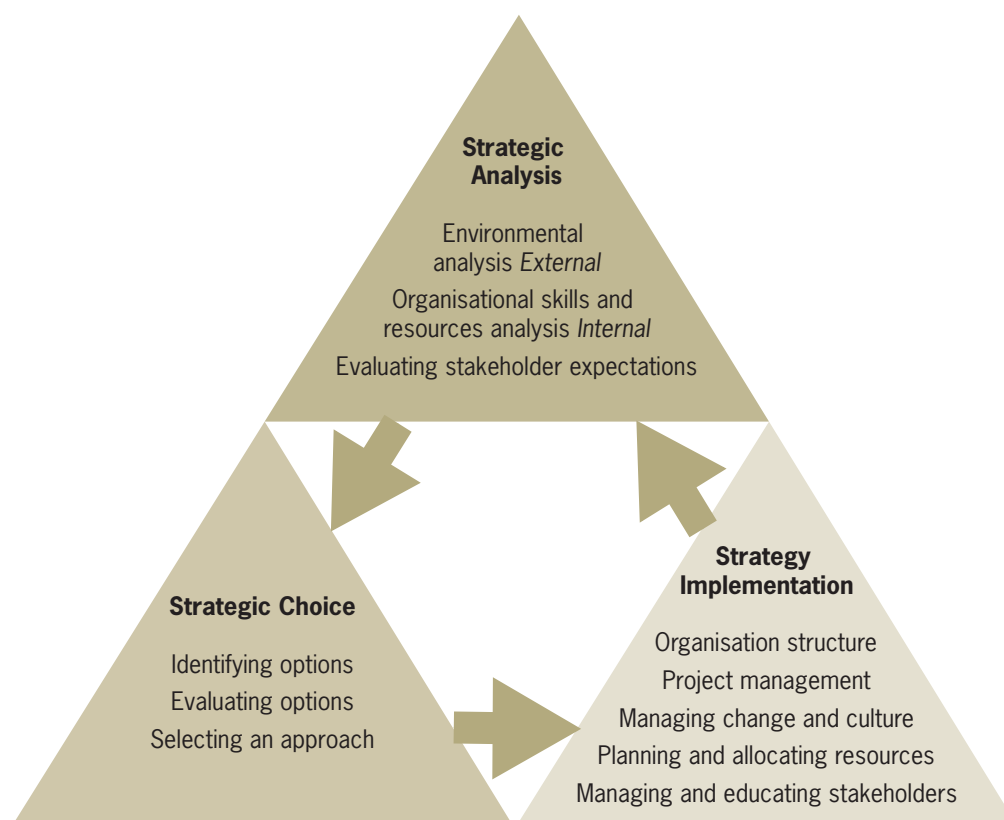 Strategic
Analysis
Environmental
analysis External
Organisational skills and
resources analysis Internal
Evaluating stakeholder expectations
Strategic Choice
Identifying options
Evaluating options
Selecting an approach
Strategy
Implementation
Organisation structure
Project management
Managing change and culture
Planning and allocating resources
Managing and educating stakeholders